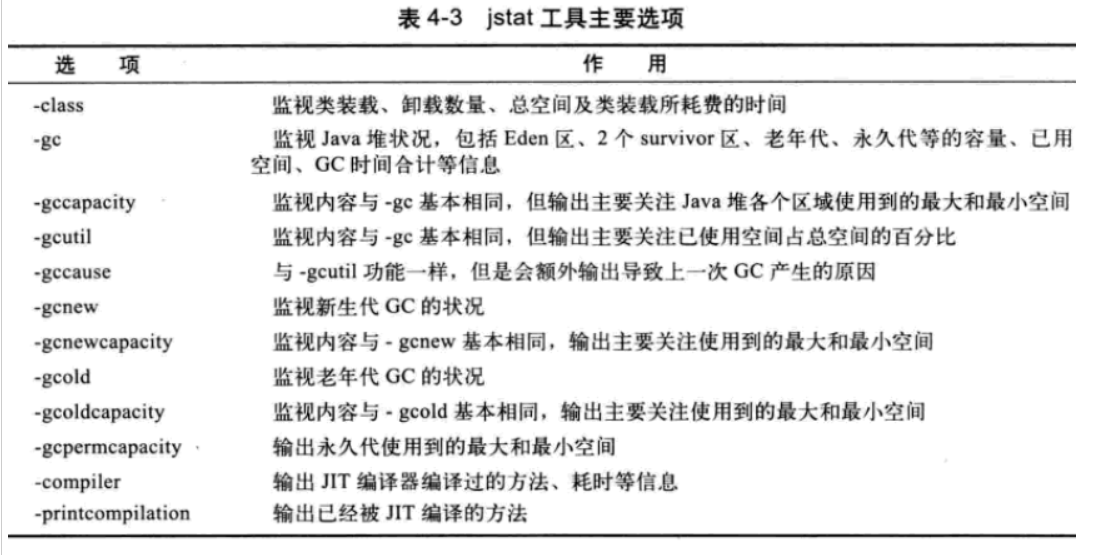 表 4-3 jstat 工具主要选项
选 项 作 用
-class 监视类装载、卸载数量、总空间及类装载所耗费的时间
-gc 监视 Java 堆状况，包括 Eden 区、2 个 survivor 区、老年代、永久代等的容量、已用
空间、GC 时间合计等信息
-gccapacity 监视内容与 -gc 基本相同，但输出主要关注 Java 堆各个区域使用到的最大和最小空间
-gcutil 监视内容与 -gc 基本相同，但输出主要关注已使用空间占总空间的百分比
-gccause 与 -gcutil 功能一样，但是会额外输出导致上一次 GC 产生的原因
-gcnew 监视新生代 GC 的状况
-gcnewcapacity 监视内容与 - gcnew 基本相同，输出主要关注使用到的最大和最小空间
-gcold 监视老年代 GC 的状况
-gcoldcapacity 监视内容与 - gcold 基本相同，输出主要关注使用到的最大和最小空间
-gcpermcapacity 输出永久代使用到的最大和最小空间
-compiler 输出 JIT 编译器编译过的方法、耗时等信息
-printcompilation 输出已经被 JIT 编译的方法